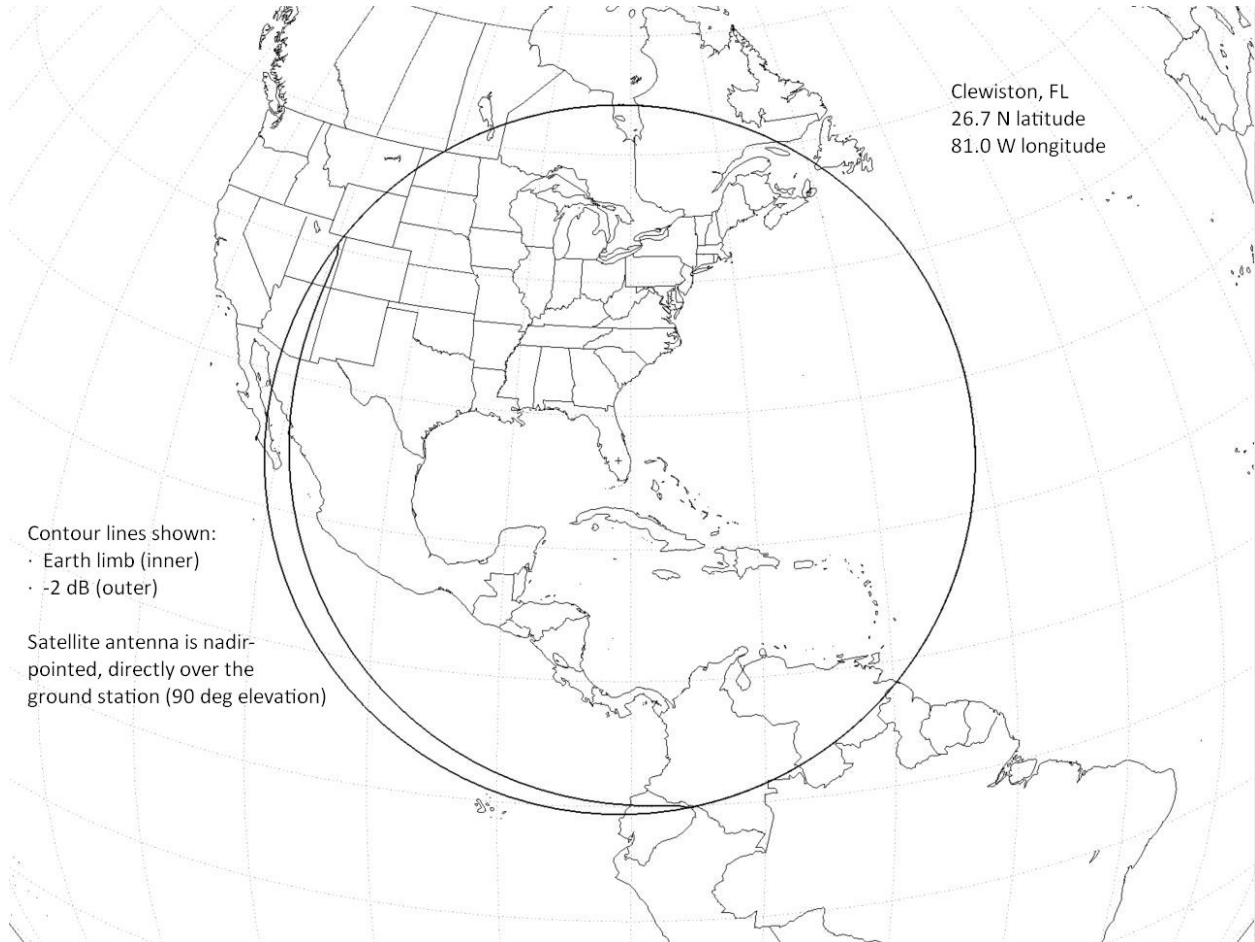 Clewiston, FL
26.7 N latitude
81.0 W longitude
Contour lines shown:
· Earth limb (inner)
· -2 dB (outer)
Satellite antenna is nadir-
pointed, directly over the
ground station (90 deg elevation)